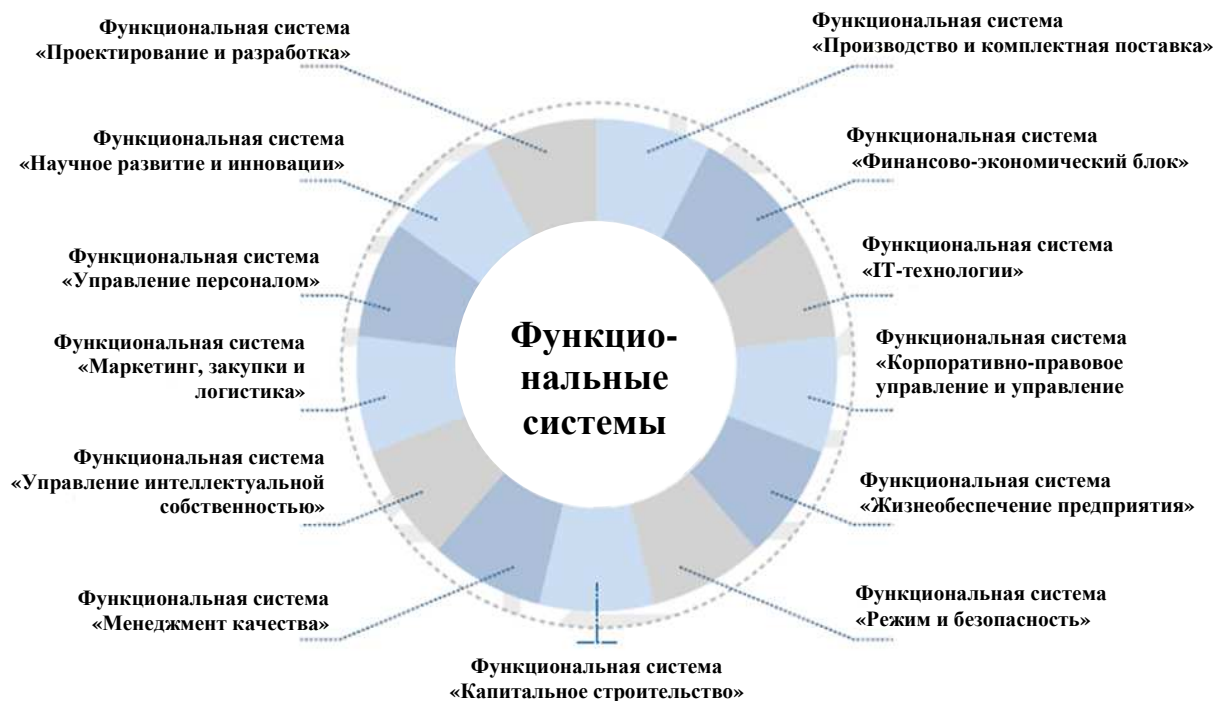 Функциональная система
«Проектирование и разработка»
Функциональная система
«Производство и комплектная поставка»
Функциональная система
«Научное развитие и инновации»
Функциональная система
«Финансово-экономический блок»
Функциональная система
«Управление персоналом»
Функциональная система
«IT-технологии»
Функцио-
нальные
системы
Функциональная система
«Маркетинг, закупки и
логистика»
Функциональная система
«Корпоративно-правовое
управление и управление
Функциональная система
«Управление интеллектуальной
собственностью»
Функциональная система
«Жизнеобеспечение предприятия»
Функциональная система
«Менеджмент качества»
Функциональная система
«Режим и безопасность»
Функциональная система
«Капитальное строительство»